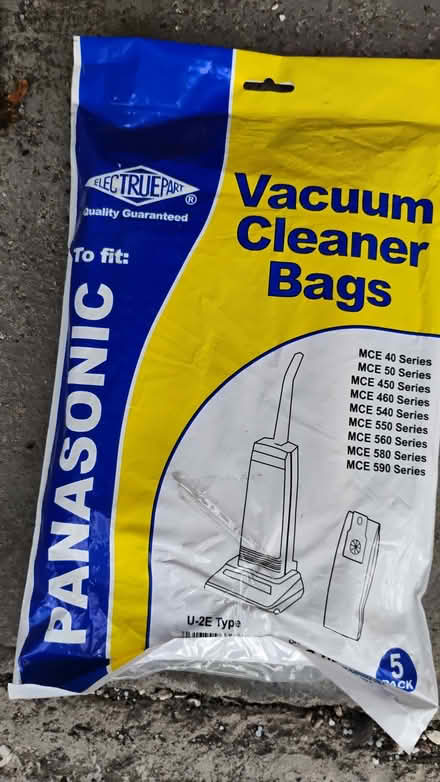 ELECTRUEPART
®
Quality Guaranteed
To fit:
PANASONIC
Vacuum
Cleaner
Bags
MCE 40 Series
MCE 50 Series
MCE 450 Series
MCE 460 Series
MCE 540 Series
MCE 550 Series
MCE 560 Series
MCE 580 Series
MCE 590 Series
U-2E Type
5
PACK